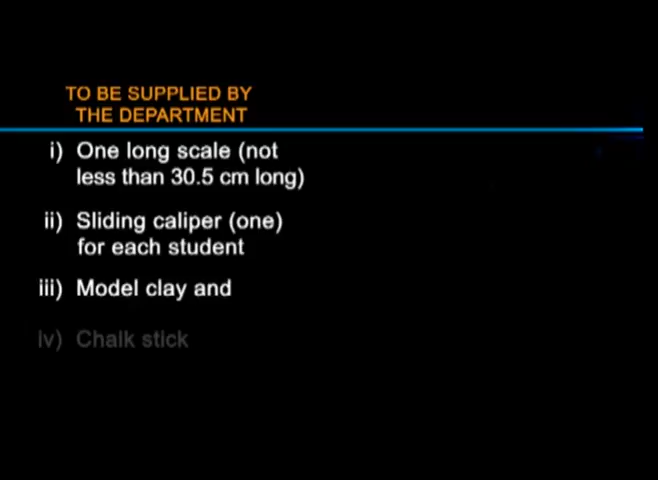 TO BE SUPPLIED BY
THE DEPARTMENT
i) One long scale (not
less than 30.5 cm long)
ii) Sliding caliper (one)
for each student
iii) Model clay and
iv) Chalk stick